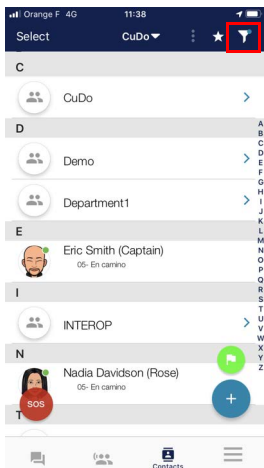 Orange F 4G 11:38
Select CuDo
C
CuDo
D
Demo
Department1
E
Eric Smith (Captain)
05- En camino
I
INTEROP
N
Nadia Davidson (Rose)
05- En camino
SOS
T
A
B
C
D
E
F
G
H
I
J
K
L
M
N
O
P
Q
R
S
T
U
V
W
X
Y
Z
+
Contacts